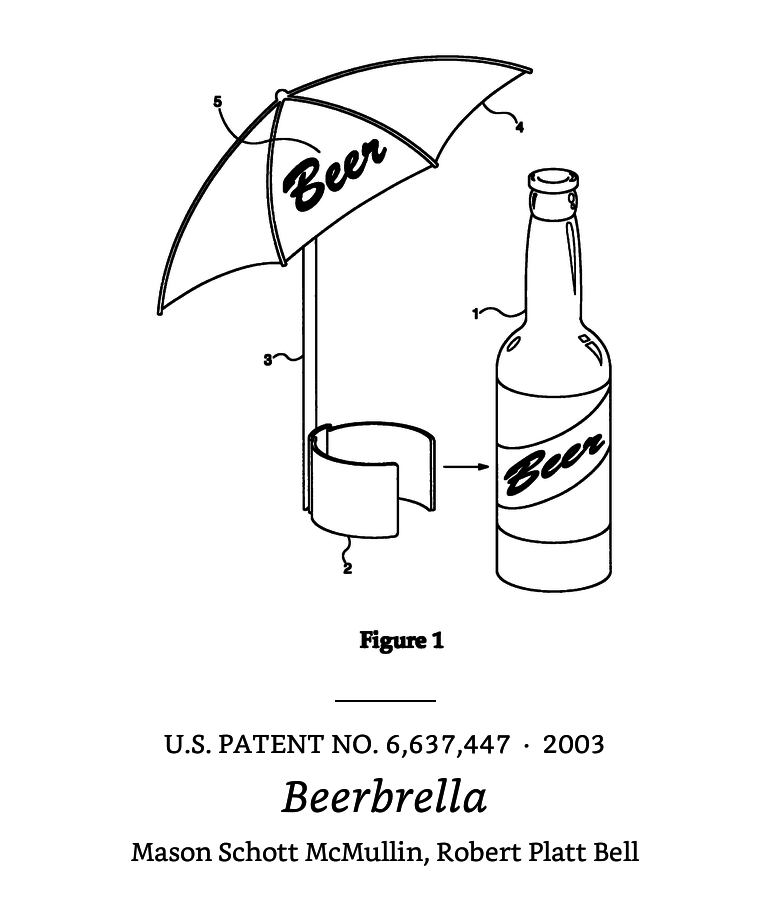 5
4
Beer
1
3
Beer
2
Figure 1
U.S. PATENT NO. 6,637,447 · 2003
Beerbrella
Mason Schott McMullin, Robert Platt Bell